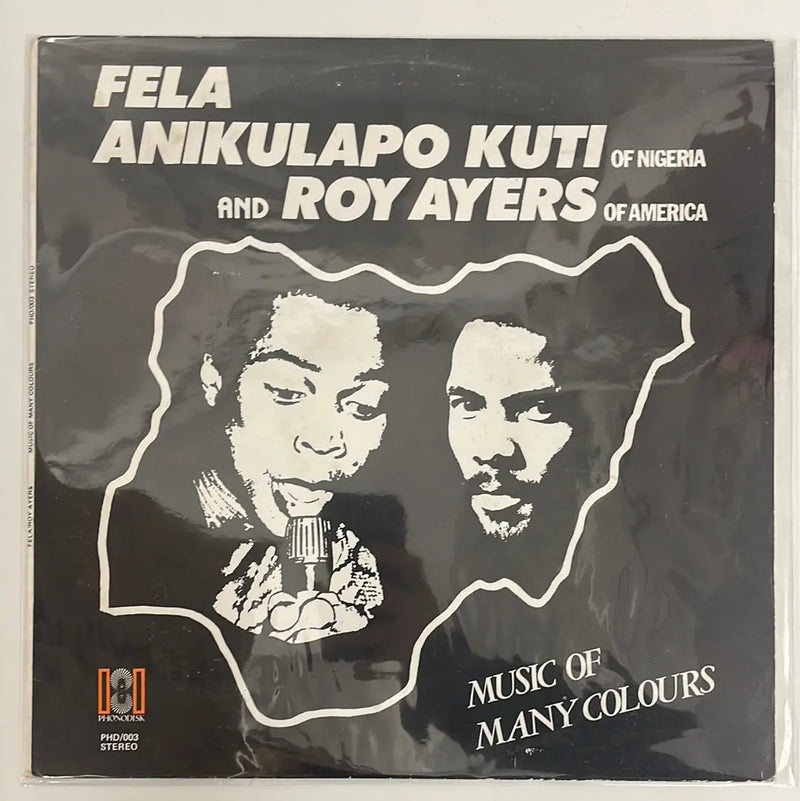 FELA
ANIKULAPO KUTI OF NIGERIA
AND ROY AYERS OF AMERICA
MUSIC OF
MANY COLOURS
PHONODISK
PHD/003
STEREO
FELA/ROY AYERS MUSIC OF MANY COLOURS PHD/003 STEREO